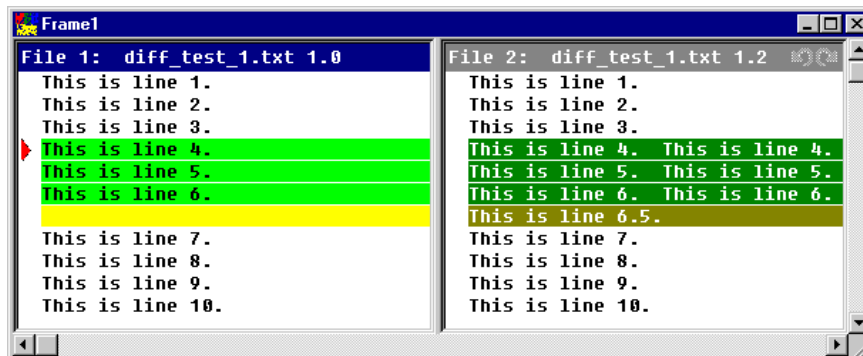 Frame1
File 1: diff_test_1.txt 1.0
This is line 1.
This is line 2.
This is line 3.
This is line 4.
This is line 5.
This is line 6.
This is line 7.
This is line 8.
This is line 9.
This is line 10.
File 2: diff_test_1.txt 1.2
This is line 1.
This is line 2.
This is line 3.
This is line 4. This is line 4.
This is line 5. This is line 5.
This is line 6. This is line 6.
This is line 6.5.
This is line 7.
This is line 8.
This is line 9.
This is line 10.